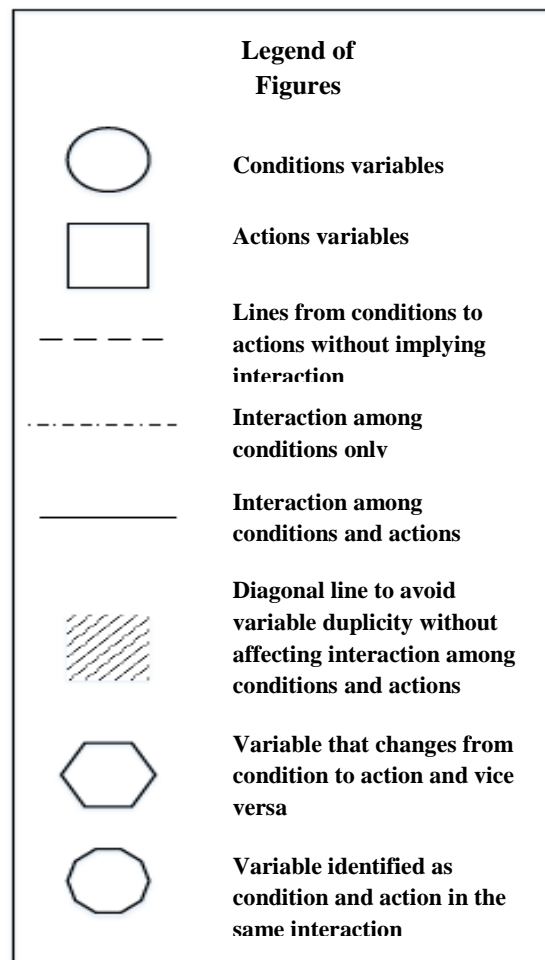 Legend of
Figures
Conditions variables
Actions variables
Lines from conditions to
actions without implying
interaction
Interaction among
conditions only
Interaction among
conditions and actions
Diagonal line to avoid
variable duplicity without
affecting interaction among
conditions and actions
Variable that changes from
condition to action and vice
versa
Variable identified as
condition and action in the
same interaction